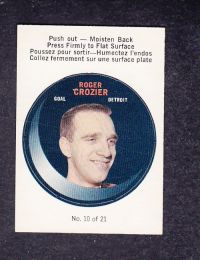 Push out — Moisten Back
Press Firmly to Flat Surface
Poussez pour sortir—Humectez l'endos
Collez fermement sur une surface plate
ROGER
CROZIER
GOAL DETROIT
No. 10 of 21